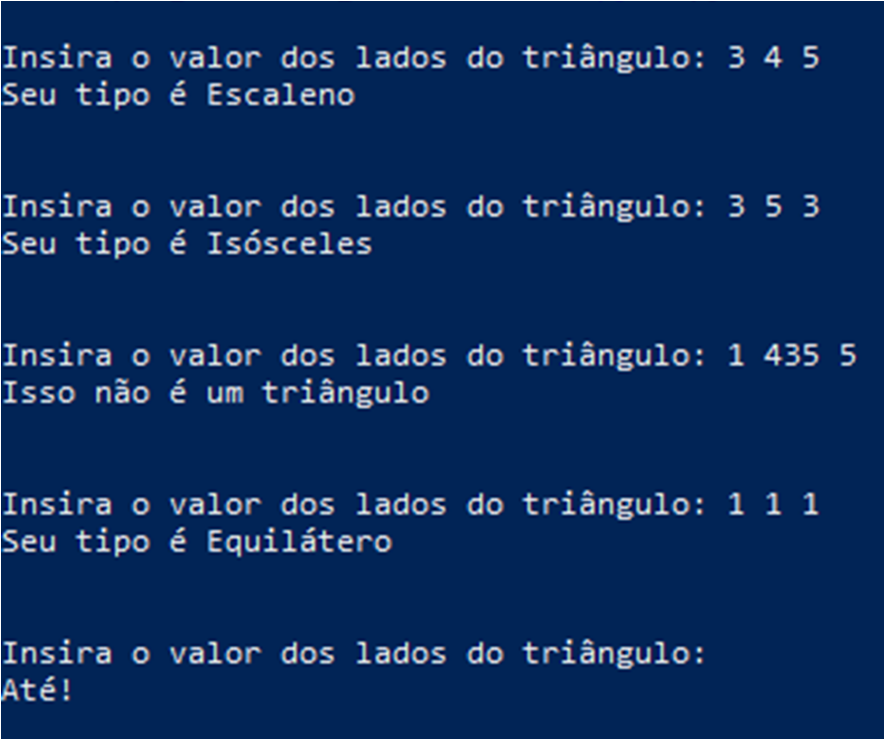 Insira o valor dos lados do triângulo: 3 4 5
Seu tipo é Escaleno
Insira o valor dos lados do triângulo: 3 5 3
Seu tipo é Isósceles
Insira o valor dos lados do triângulo: 1 435 5
Isso não é um triângulo
Insira o valor dos lados do triângulo: 1 1 1
Seu tipo é Equilátero
Insira o valor dos lados do triângulo:
Até!